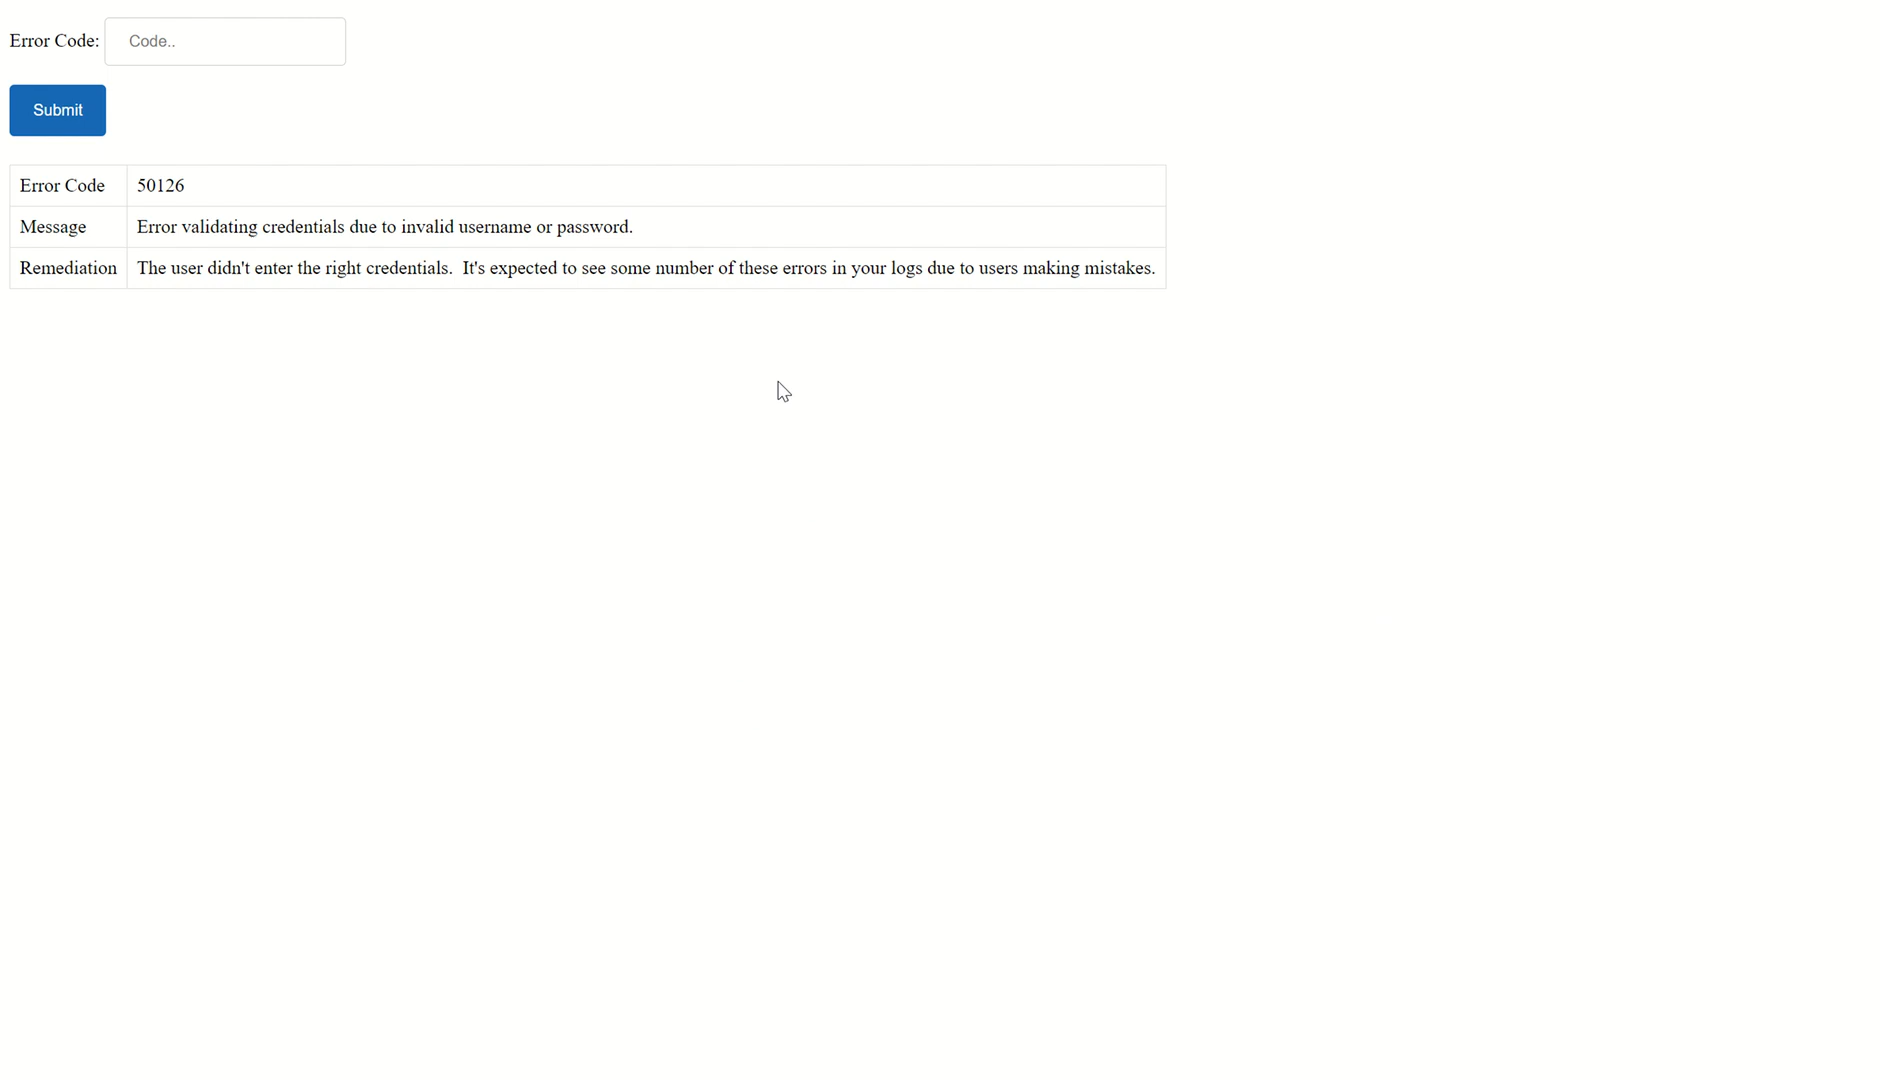 Error Code: Code..
Submit
Error Code 50126
Message Error validating credentials due to invalid username or password.
Remediation The user didn't enter the right credentials.  It's expected to see some number of these errors in your logs due to users making mistakes.